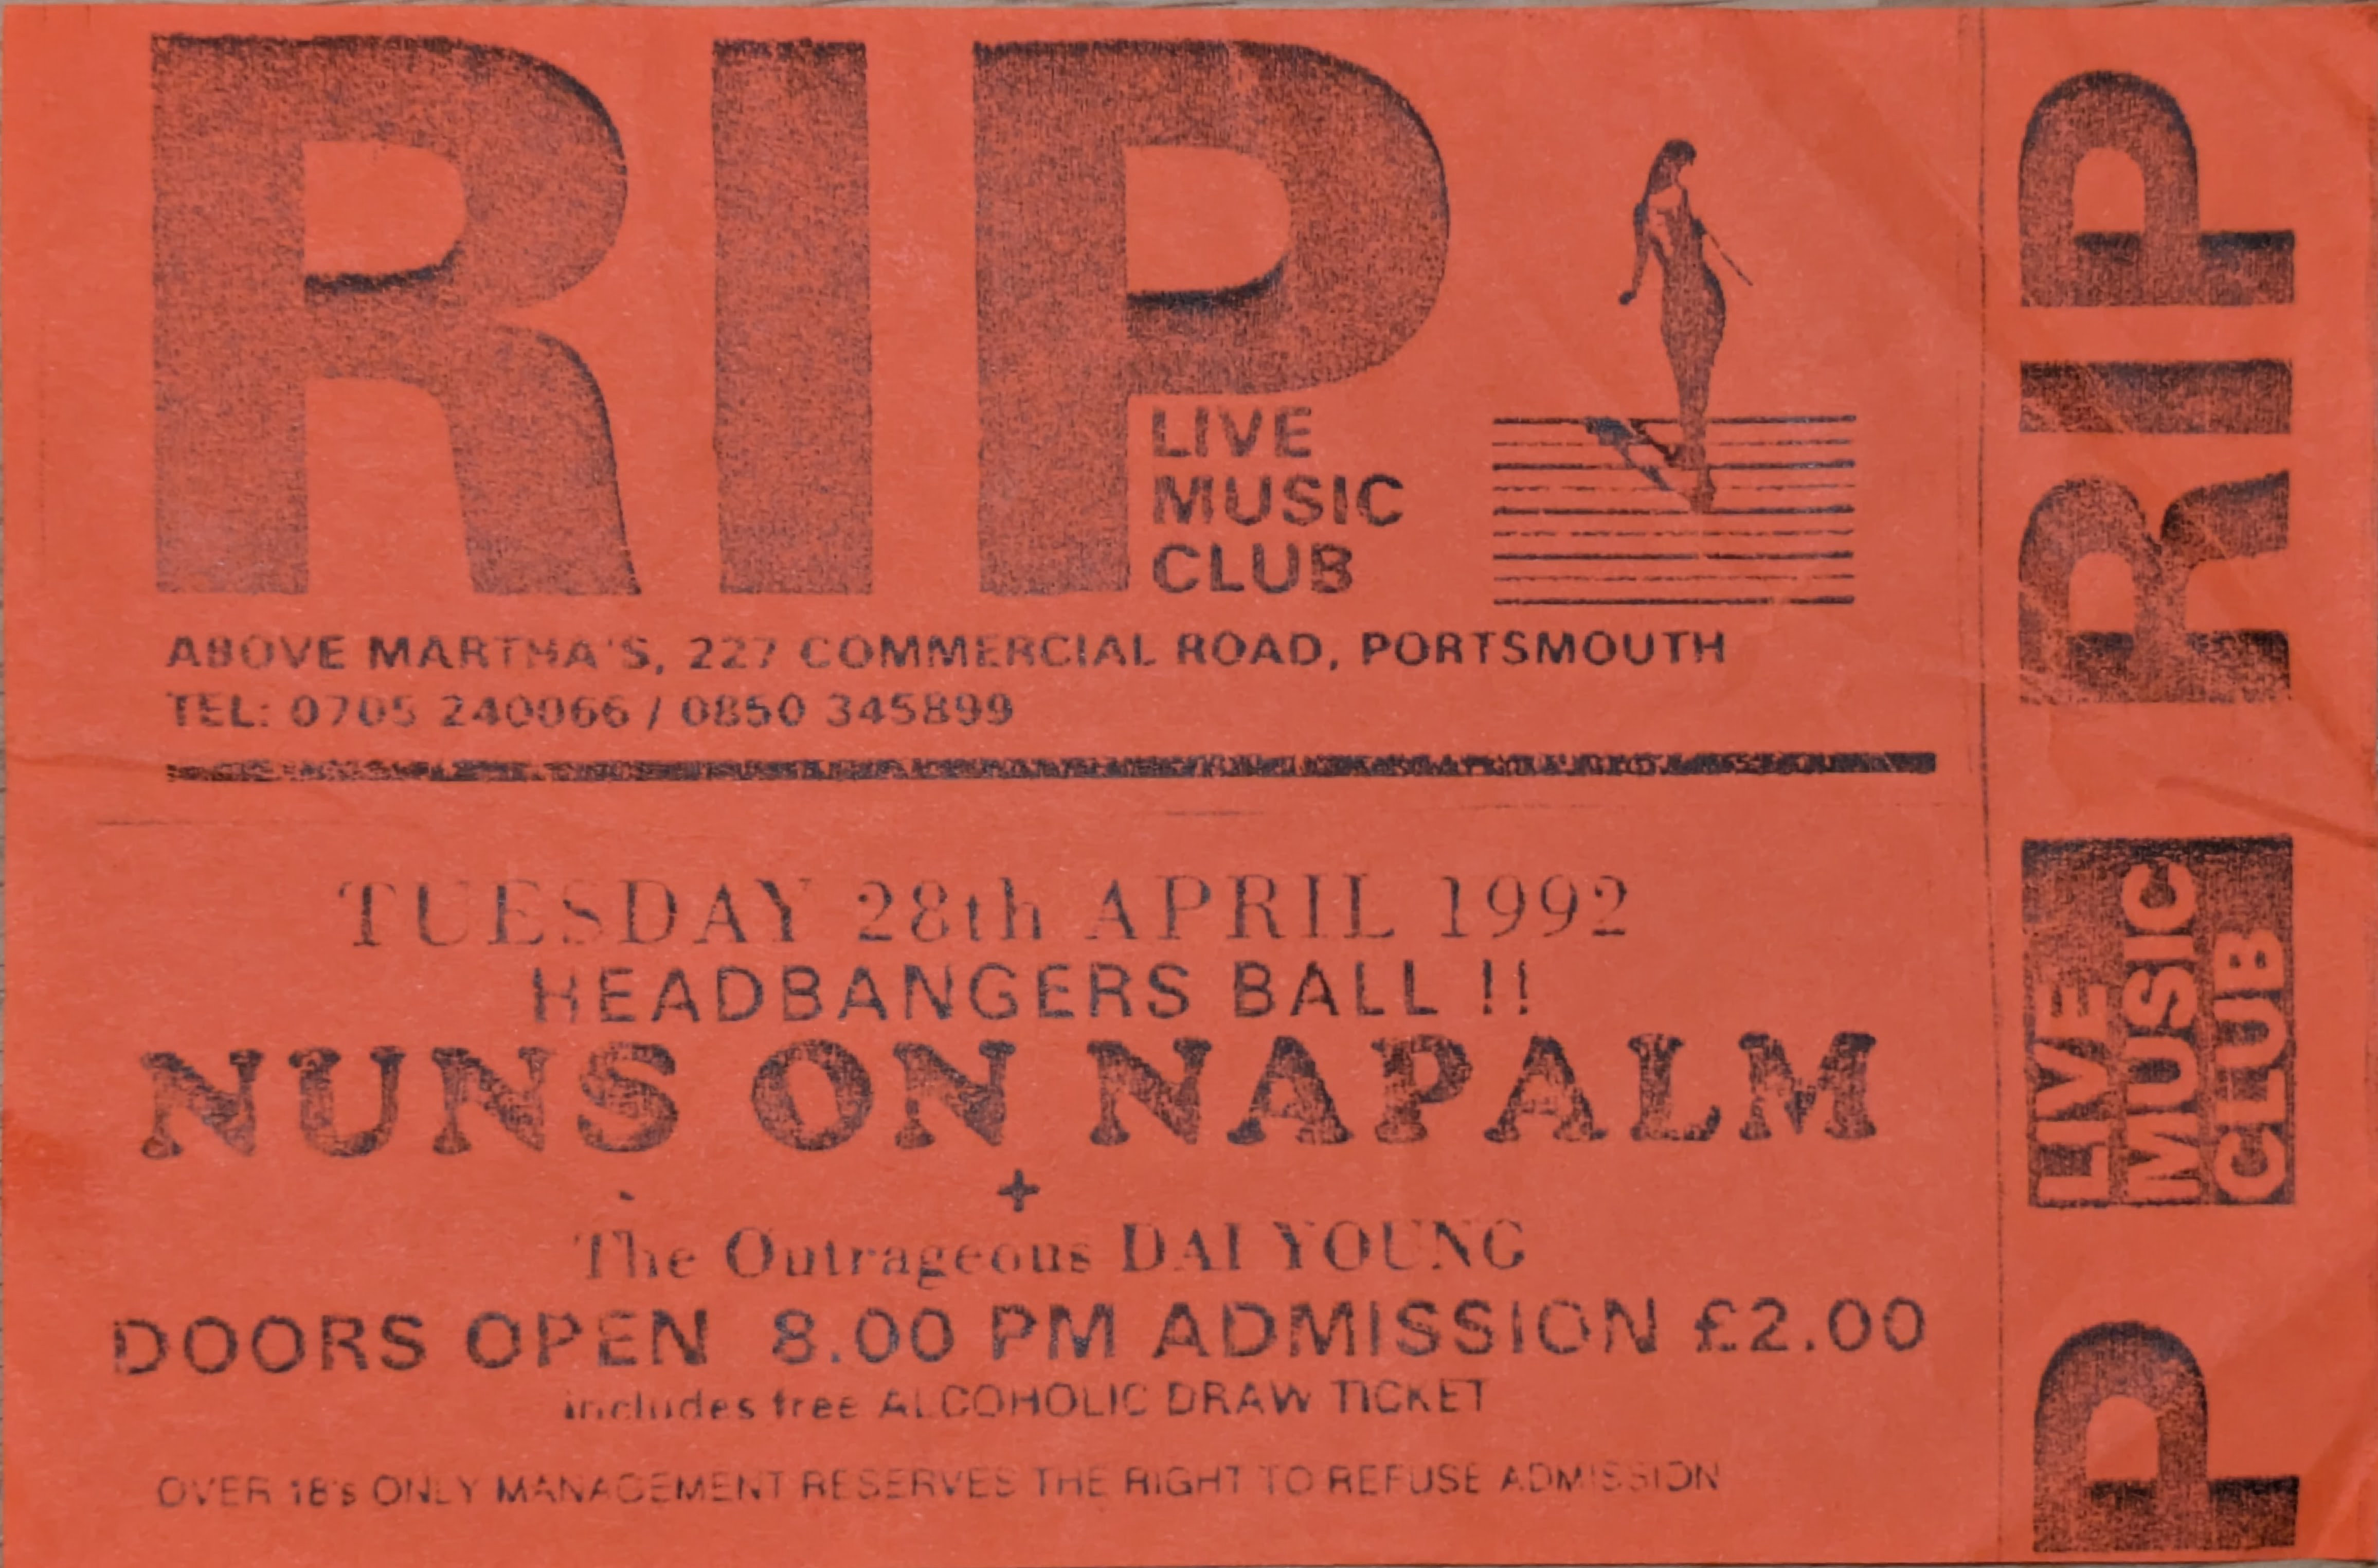 RIP
LIVE
MUSIC
CLUB
ABOVE MARTHA'S, 227 COMMERCIAL ROAD, PORTSMOUTH
TEL: 0705 240066 / 0850 345899
TUESDAY 28th APRIL 1992
HEADBANGERS BALL !!
NUNS ON NAPALM
+
The Outrageous DAI YOUNG
DOORS OPEN 8.00 PM ADMISSION £2.00
includes free ALCOHOLIC DRAW TICKET
OVER 18's ONLY MANAGEMENT RESERVES THE RIGHT TO REFUSE ADMISSION
P
LIVE
MUSIC
CLUB
RIP